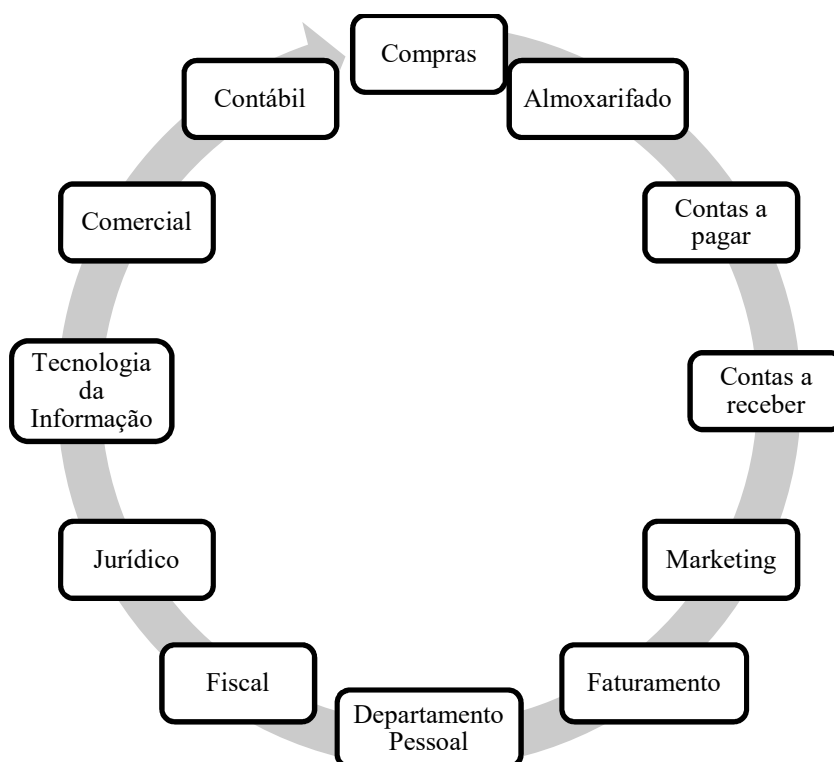 Compras
Almoxarifado
Contas a
pagar
Contas a
receber
Marketing
Faturamento
Departamento
Pessoal
Fiscal
Jurídico
Tecnologia
da
Informação
Comercial
Contábil